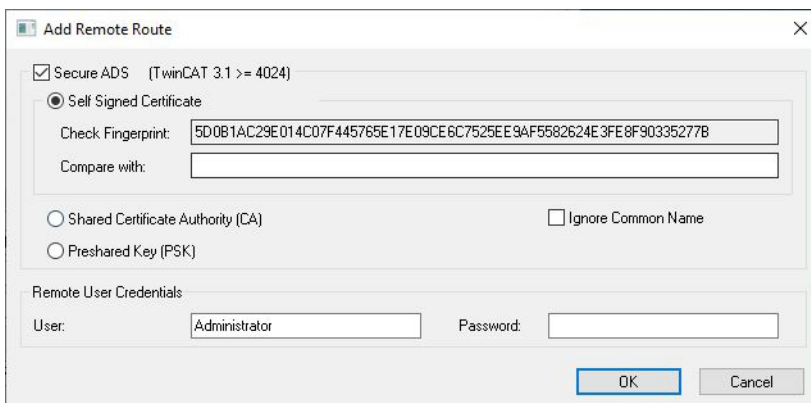 Add Remote Route
Secure ADS (TwinCAT 3.1 >= 4024)
Self Signed Certificate
Check Fingerprint: 5D0B1AC29E014C07F445765E17E09CE6C7525EE9AF5582624E3FE8F90335277B
Compare with:
Shared Certificate Authority (CA) Ignore Common Name
Preshared Key (PSK)
Remote User Credentials
User: Administrator Password:
OK Cancel